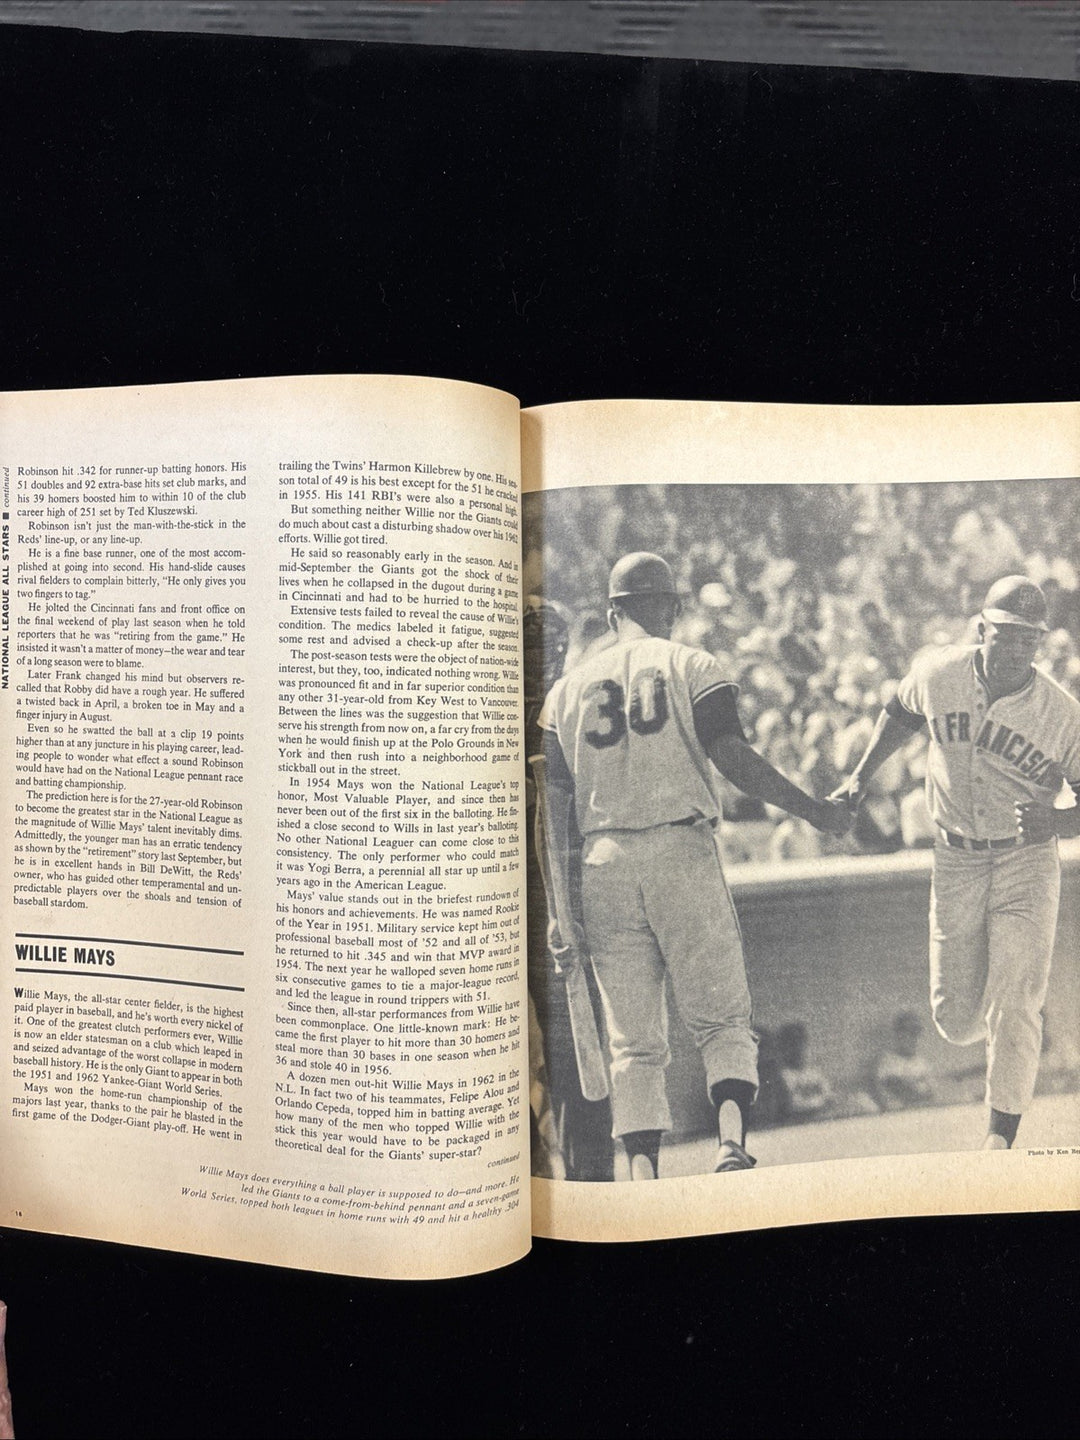 NATIONAL LEAGUE ALL STARS ■ continued
Robinson hit .342 for runner-up batting honors. His
51 doubles and 92 extra-base hits set club marks, and
his 39 homers boosted him to within 10 of the club
career high of 251 set by Ted Kluszewski.
Robinson isn't just the man-with-the-stick in the
Reds' line-up, or any line-up.
He is a fine base runner, one of the most accom-
plished at going into second. His hand-slide causes
rival fielders to complain bitterly, "He only gives you
two fingers to tag."
He jolted the Cincinnati fans and front office on
the final weekend of play last season when he told
reporters that he was "retiring from the game." He
insisted it wasn't a matter of money—the wear and tear
of a long season were to blame.
Later Frank changed his mind but observers re-
called that Robby did have a rough year. He suffered
a twisted back in April, a broken toe in May and a
finger injury in August.
Even so he swatted the ball at a clip 19 points
higher than at any juncture in his playing career, lead-
ing people to wonder what effect a sound Robinson
would have had on the National League pennant race
and batting championship.
The prediction here is for the 27-year-old Robinson
to become the greatest star in the National League as
the magnitude of Willie Mays' talent inevitably dims.
Admittedly, the younger man has an erratic tendency
as shown by the "retirement" story last September, but
he is in excellent hands in Bill DeWitt, the Reds'
owner, who has guided other temperamental and un-
predictable players over the shoals and tension of
baseball stardom.
WILLIE MAYS
Willie Mays, the all-star center fielder, is the highest
paid player in baseball, and he's worth every nickel of
it. One of the greatest clutch performers ever, Willie
is now an elder statesman on a club which leaped in
and seized advantage of the worst collapse in modern
baseball history. He is the only Giant to appear in both
the 1951 and 1962 Yankee-Giant World Series.
Mays won the home-run championship of the
majors last year, thanks to the pair he blasted in the
first game of the Dodger-Giant play-off. He went in
trailing the Twins' Harmon Killebrew by one. His sea-
son total of 49 is his best except for the 51 he cracked
in 1955. His 141 RBI's were also a personal high.
But something neither Willie nor the Giants could
do much about cast a disturbing shadow over his 1962
efforts. Willie got tired.
He said so reasonably early in the season. And in
mid-September the Giants got the shock of their
lives when he collapsed in the dugout during a game
in Cincinnati and had to be hurried to the hospital.
Extensive tests failed to reveal the cause of Willie's
condition. The medics labeled it fatigue, suggested
some rest and advised a check-up after the season.
The post-season tests were the object of nation-wide
interest, but they, too, indicated nothing wrong. Willie
was pronounced fit and in far superior condition than
any other 31-year-old from Key West to Vancouver.
Between the lines was the suggestion that Willie con-
serve his strength from now on, a far cry from the days
when he would finish up at the Polo Grounds in New
York and then rush into a neighborhood game of
stickball out in the street.
In 1954 Mays won the National League's top
honor, Most Valuable Player, and since then has
never been out of the first six in the balloting. He fin-
ished a close second to Wills in last year's balloting.
No other National Leaguer can come close to this
consistency. The only performer who could match
it was Yogi Berra, a perennial all star up until a few
years ago in the American League.
Mays' value stands out in the briefest rundown of
his honors and achievements. He was named Rookie
of the Year in 1951. Military service kept him out of
professional baseball most of '52 and all of '53, but
he returned to hit .345 and win that MVP award in
1954. The next year he walloped seven home runs in
six consecutive games to tie a major-league record,
and led the league in round trippers with 51.
Since then, all-star performances from Willie have
been commonplace. One little-known mark: He be-
came the first player to hit more than 30 homers and
steal more than 30 bases in one season when he hit
36 and stole 40 in 1956.
A dozen men out-hit Willie Mays in 1962 in the
N.L. In fact two of his teammates, Felipe Alou and
Orlando Cepeda, topped him in batting average. Yet
how many of the men who topped Willie with the
stick this year would have to be packaged in any
theoretical deal for the Giants' super-star?
continued
Willie Mays does everything a ball player is supposed to do—and more. He
led the Giants to a come-from-behind pennant and a seven-game
World Series, topped both leagues in home runs with 49 and hit a healthy .304
16
30
FRANCISC
Photo by Ken